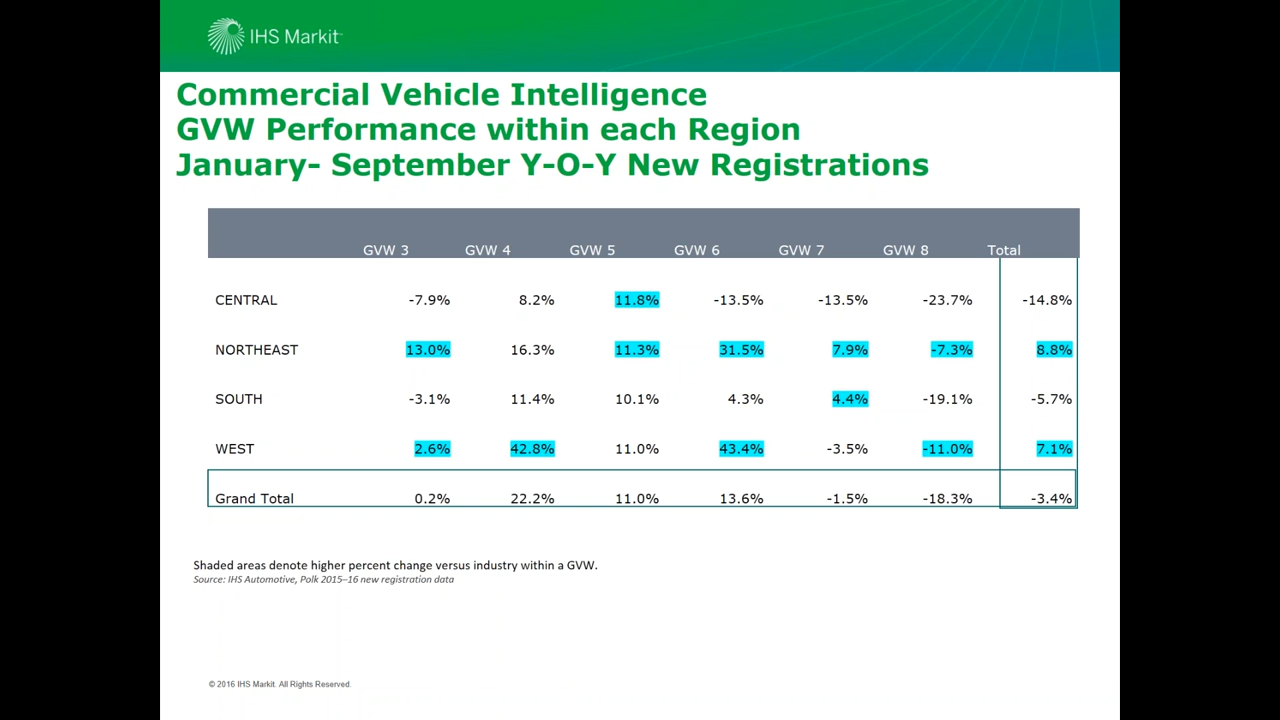 IHS Markit
Commercial Vehicle Intelligence
GVW Performance within each Region
January- September Y-O-Y New Registrations
GVW 3 GVW 4 GVW 5 GVW 6 GVW 7 GVW 8 Total
CENTRAL -7.9% 8.2% 11.8% -13.5% -13.5% -23.7% -14.8%
NORTHEAST 13.0% 16.3% 11.3% 31.5% 7.9% -7.3% 8.8%
SOUTH -3.1% 11.4% 10.1% 4.3% 4.4% -19.1% -5.7%
WEST 2.6% 42.8% 11.0% 43.4% -3.5% -11.0% 7.1%
Grand Total 0.2% 22.2% 11.0% 13.6% -1.5% -18.3% -3.4%
Shaded areas denote higher percent change versus industry within a GVW.
Source: IHS Automotive, Polk 2015–16 new registration data
© 2016 IHS Markit. All Rights Reserved.